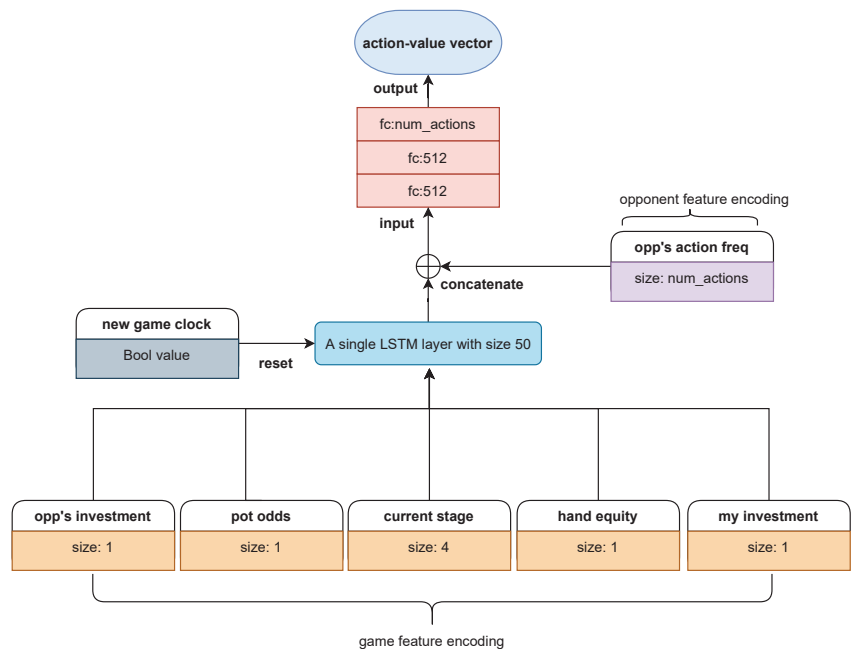 action-value vector
output
fc:num_actions
fc:512
fc:512
input
opponent feature encoding
opp's action freq
size: num_actions
concatenate
new game clock
Bool value
reset
A single LSTM layer with size 50
opp's investment
size: 1
pot odds
size: 1
current stage
size: 4
hand equity
size: 1
my investment
size: 1
game feature encoding